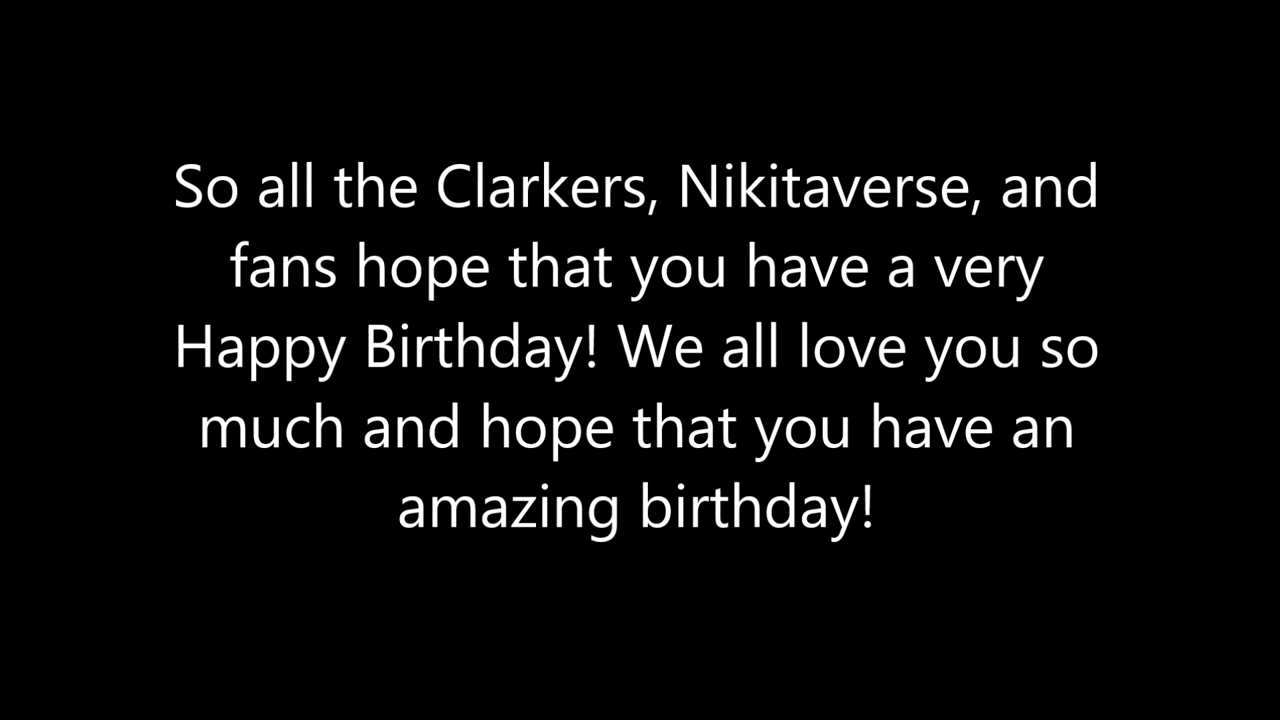 So all the Clarkers, Nikitaverse, and
fans hope that you have a very
Happy Birthday! We all love you so
much and hope that you have an
amazing birthday!